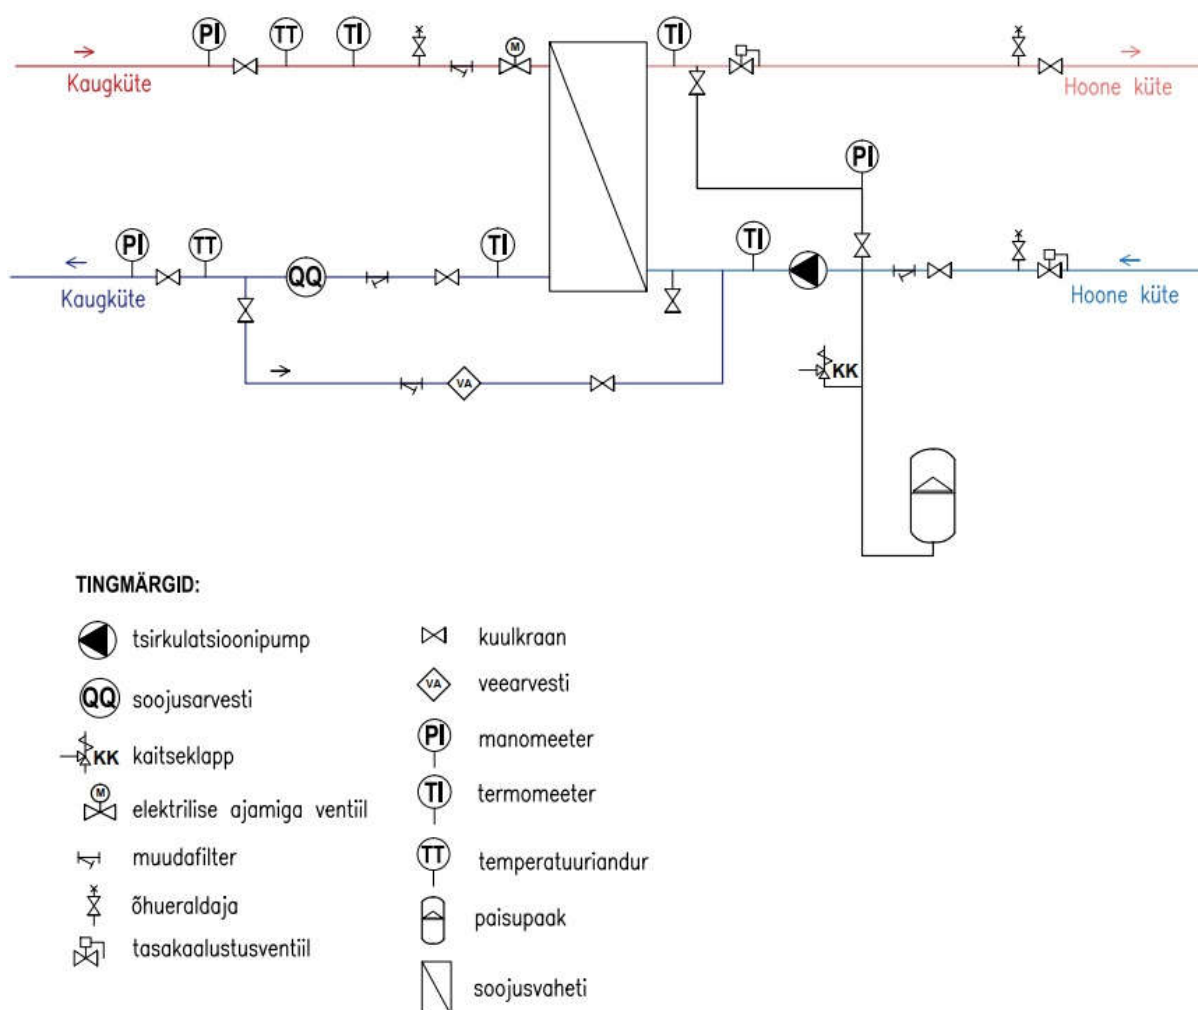 PI TT TI M TI
Kaugküte Hoone küte
PI
PI TT QQ TI TI
Kaugküte Hoone küte
VA KK
TINGMÄRGID:
tsirkulatsioonipump
QQ soojusarvesti
KK kaitseklapp
M elektrilise ajamiga ventiil
muudafilter
õhueraldaja
tasakaalustusventiil
kuulkraan
VA veearvesti
PI manomeeter
TI termomeeter
TT temperatuuriandur
paisupaak
soojusvaheti